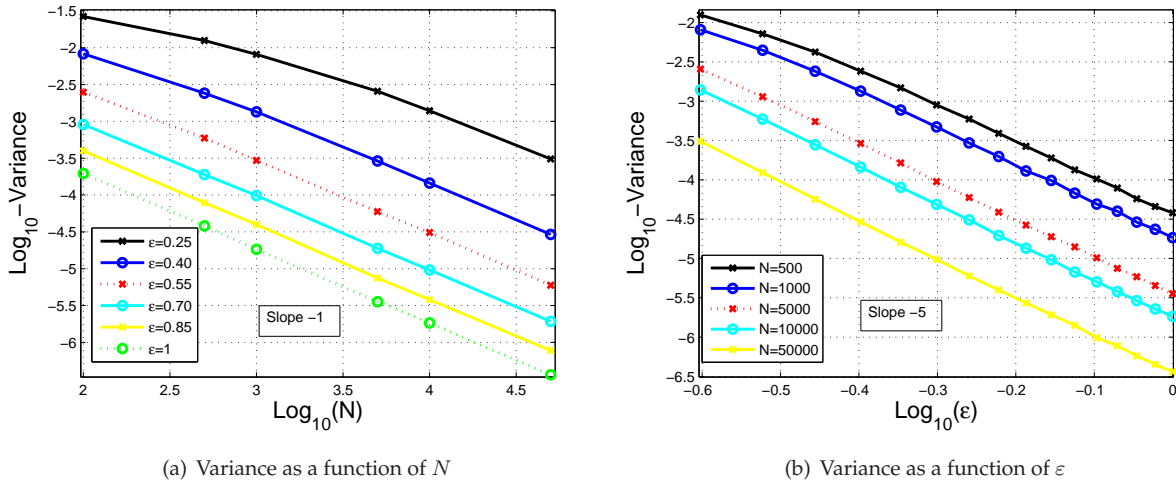 −1.5
−2
−2.5
−3
−3.5
−4
−4.5
−5
−5.5
−6
Log10−Variance
2
2.5
3
3.5
4
4.5
Log10(N)
ε=0.25
ε=0.40
ε=0.55
ε=0.70
ε=0.85
ε=1
Slope −1
(a) Variance as a function of N
−2
−2.5
−3
−3.5
−4
−4.5
−5
−5.5
−6
−6.5
Log10−Variance
−0.6
−0.5
−0.4
−0.3
−0.2
−0.1
0
Log10(ε)
N=500
N=1000
N=5000
N=10000
N=50000
Slope −5
(b) Variance as a function of ε